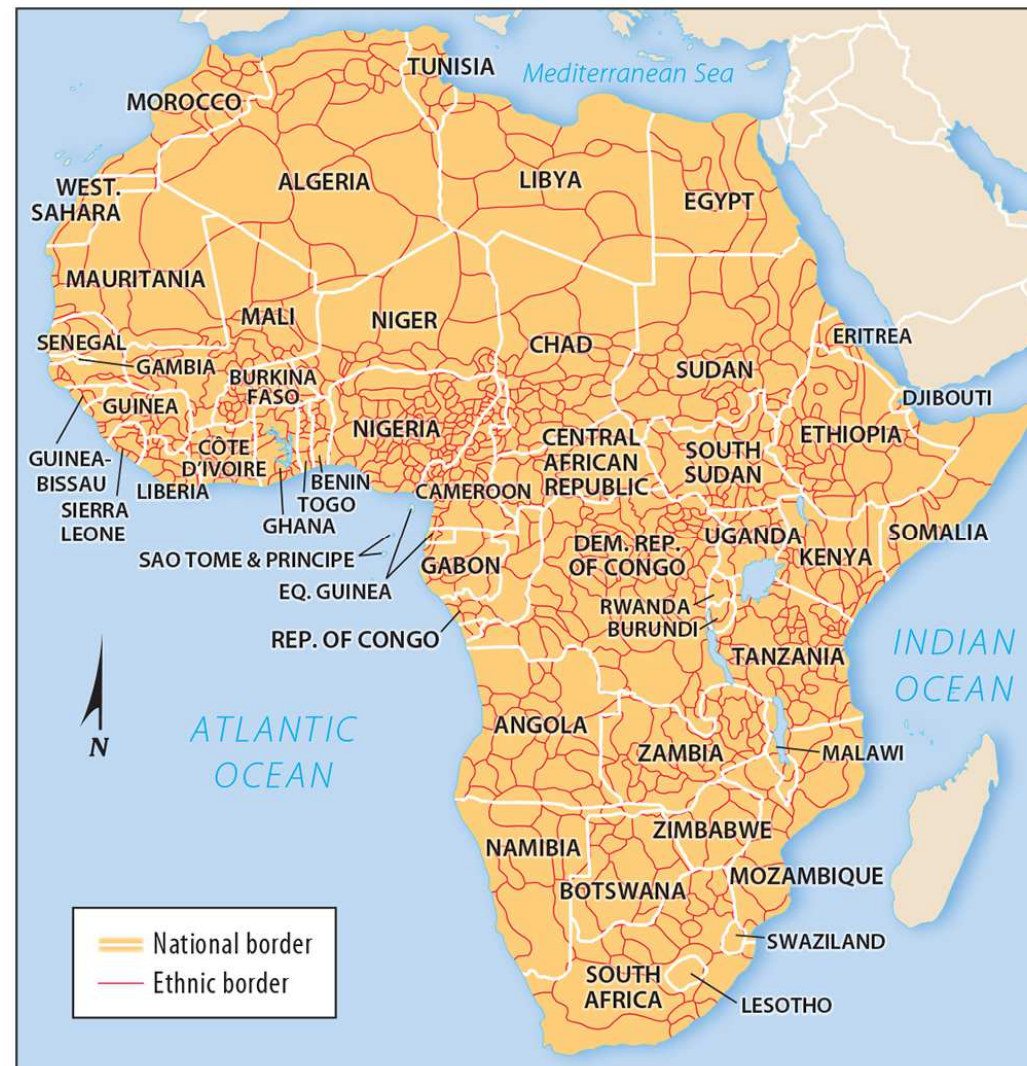 TUNISIA
Mediterranean Sea
MOROCCO
ALGERIA
LIBYA
EGYPT
WEST.
SAHARA
MAURITANIA
MALI
NIGER
CHAD
SUDAN
ERITREA
SENEGAL
GAMBIA
BURKINA
FASO
GUINEA
NIGERIA
DJIBOUTI
ETHIOPIA
CÔTE
D'IVOIRE
CENTRAL
AFRICAN
REPUBLIC
SOUTH
SUDAN
GUINEA-
BISSAU
SIERRA
LEONE
LIBERIA
BENIN
TOGO
GHANA
CAMEROON
SOMALIA
SAO TOME & PRINCIPE
EQ. GUINEA
GABON
DEM. REP.
OF CONGO
UGANDA
KENYA
RWANDA
BURUNDI
REP. OF CONGO
TANZANIA
INDIAN
OCEAN
N
ATLANTIC
OCEAN
ANGOLA
ZAMBIA
MALAWI
NAMIBIA
ZIMBABWE
BOTSWANA
MOZAMBIQUE
SWAZILAND
SOUTH
AFRICA
LESOTHO
National border
Ethnic border